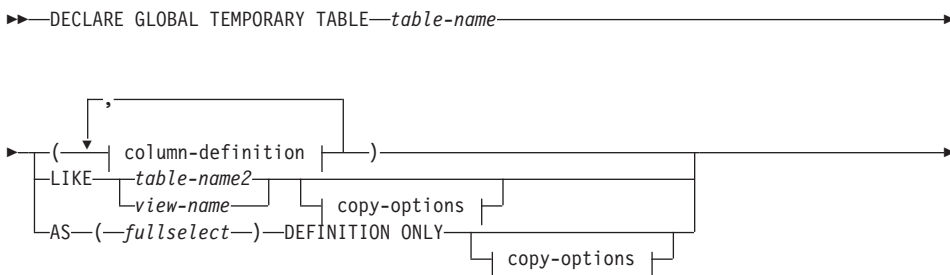 DECLARE GLOBAL TEMPORARY TABLE table-name
,
( column-definition )
LIKE table-name2
view-name copy-options
AS ( fullselect ) DEFINITION ONLY
copy-options